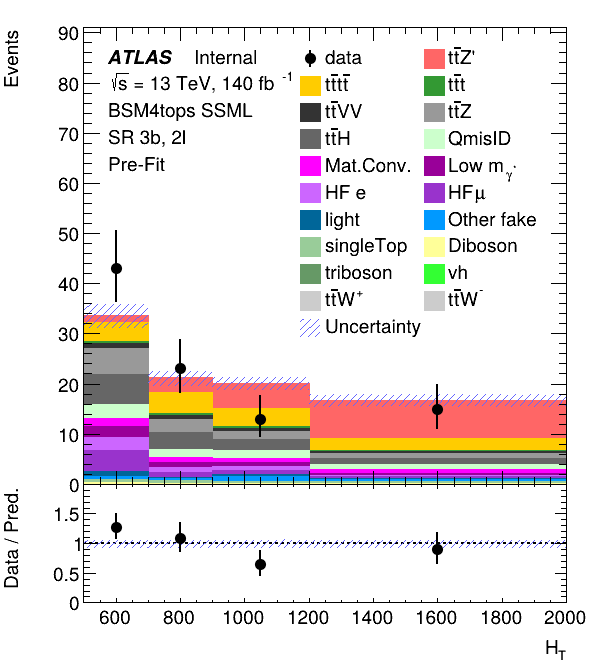 Events
90
80
70
60
50
40
30
20
10
0
ATLAS Internal
√s = 13 TeV, 140 fb⁻¹
BSM4tops SSML
SR 3b, 2l
Pre-Fit
data
tt̄Z'
tt̄tt̄
tt̄t
tt̄VV
tt̄Z
tt̄H
QmisID
Mat.Conv.
Low m_γ*
HF e
HFμ
light
Other fake
singleTop
Diboson
triboson
vh
tt̄W⁺
tt̄W⁻
Uncertainty
Data / Pred.
1.5
1
0.5
0
600 800 1000 1200 1400 1600 1800 2000
H_T